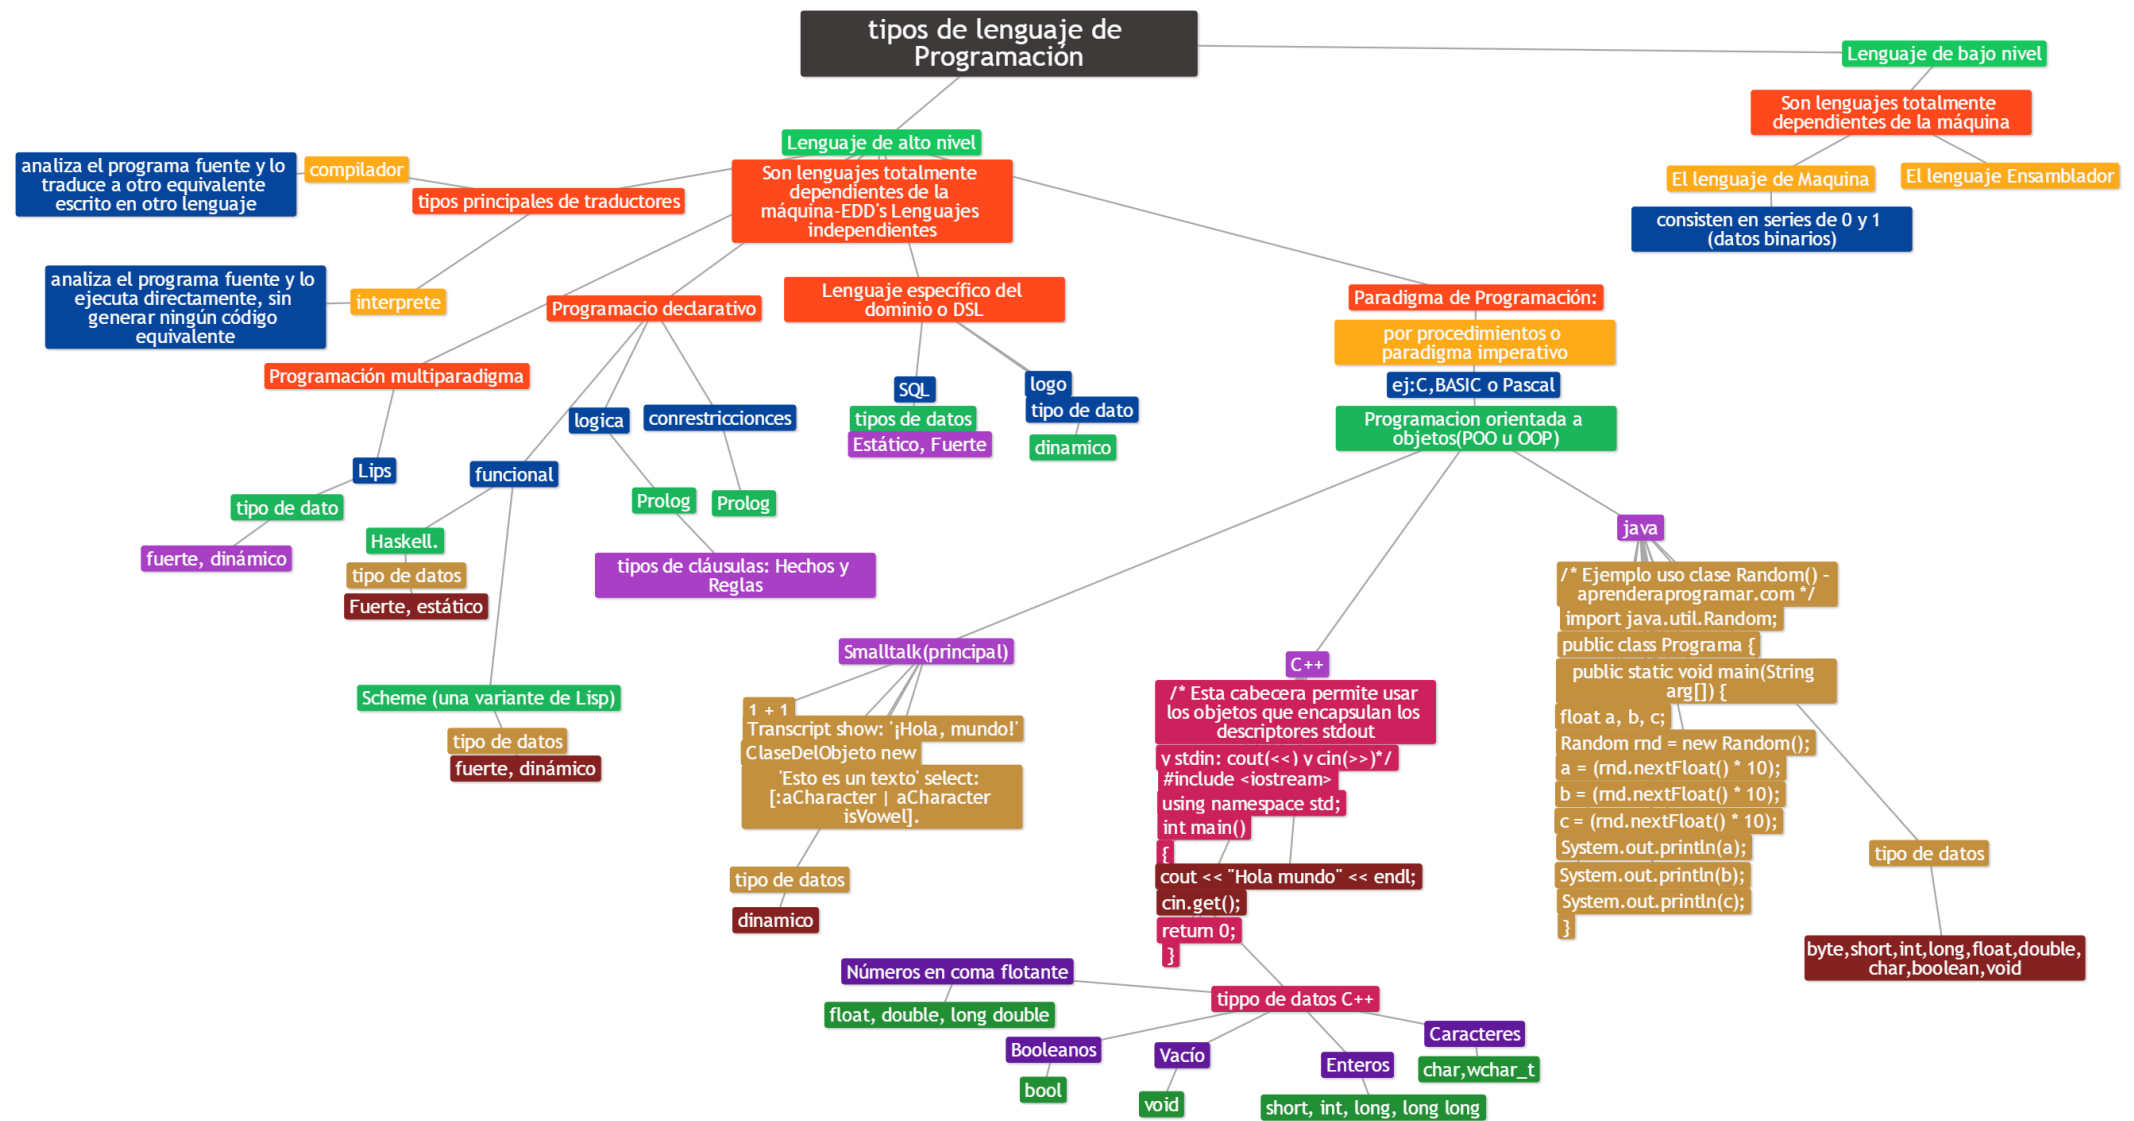 tipos de lenguaje de
Programación
Lenguaje de bajo nivel
Son lenguajes totalmente
dependientes de la máquina
El lenguaje de Maquina
El lenguaje Ensamblador
consisten en series de 0 y 1
(datos binarios)
Lenguaje de alto nivel
Son lenguajes totalmente
dependientes de la
máquina-EDD's Lenguajes
independientes
tipos principales de traductores
compilador
analiza el programa fuente y lo
traduce a otro equivalente
escrito en otro lenguaje
interprete
analiza el programa fuente y lo
ejecuta directamente, sin
generar ningún código
equivalente
Programación multiparadigma
Lips
tipo de dato
fuerte, dinámico
Programacio declarativo
funcional
Haskell.
tipo de datos
Fuerte, estático
Scheme (una variante de Lisp)
tipo de datos
fuerte, dinámico
logica
Prolog
tipos de cláusulas: Hechos y
Reglas
conrestriccionces
Prolog
Lenguaje específico del
dominio o DSL
SQL
tipos de datos
Estático, Fuerte
logo
tipo de dato
dinamico
Paradigma de Programación:
por procedimientos o
paradigma imperativo
ej:C,BASIC o Pascal
Programacion orientada a
objetos(POO u OOP)
Smalltalk(principal)
1 + 1
Transcript show: '¡Hola, mundo!'
ClaseDelObjeto new
'Esto es un texto' select:
[:aCharacter | aCharacter
isVowel].
tipo de datos
dinamico
C++
/* Esta cabecera permite usar
los objetos que encapsulan los
descriptores stdout
y stdin: cout(<<) y cin(>>)*/
#include <iostream>
using namespace std;
int main()
{
cout << "Hola mundo" << endl;
cin.get();
return 0;
}
tippo de datos C++
Números en coma flotante
float, double, long double
Booleanos
bool
Vacío
void
Enteros
short, int, long, long long
Caracteres
char,wchar_t
java
/* Ejemplo uso clase Random() -
aprenderaprogramar.com */
import java.util.Random;
public class Programa {
public static void main(String
arg[]) {
float a, b, c;
Random rnd = new Random();
a = (rnd.nextFloat() * 10);
b = (rnd.nextFloat() * 10);
c = (rnd.nextFloat() * 10);
System.out.println(a);
System.out.println(b);
System.out.println(c);
}
tipo de datos
byte,short,int,long,float,double,
char,boolean,void